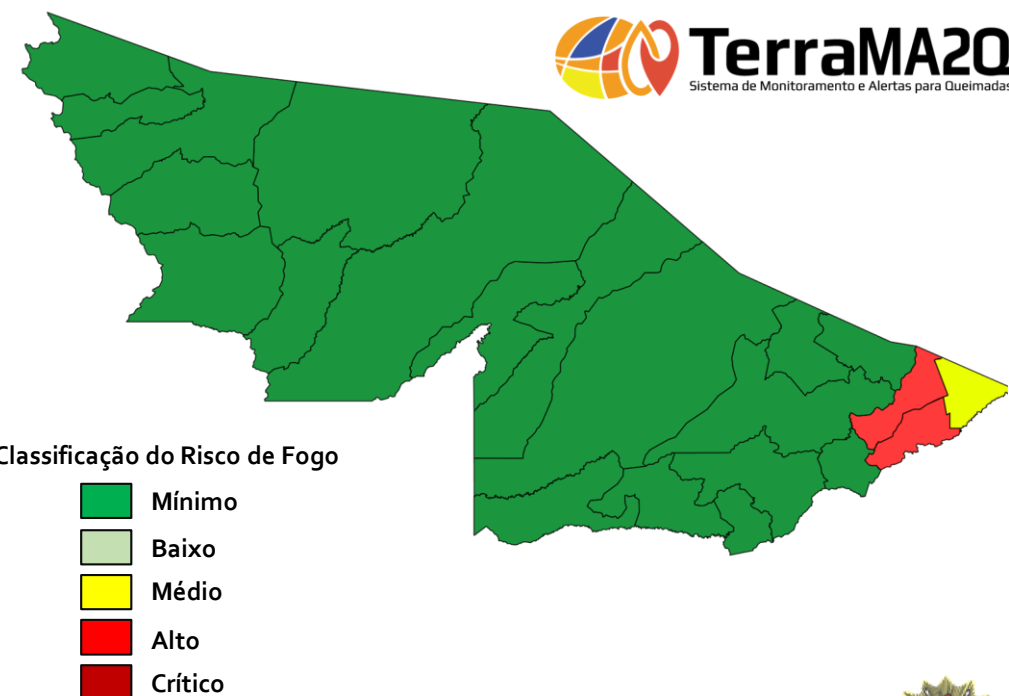 TerraMA2Q
Sistema de Monitoramento e Alertas para Queimadas
Classificação do Risco de Fogo
Mínimo
Baixo
Médio
Alto
Crítico